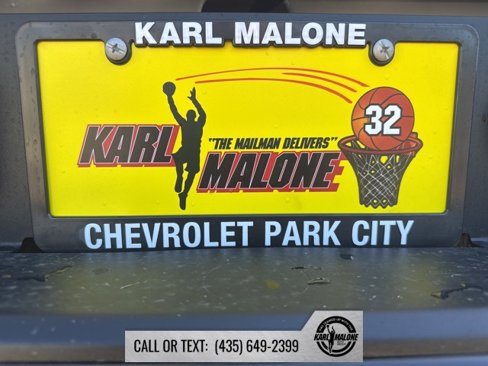 KARL MALONE
32
"THE MAILMAN DELIVERS"
KARL
MALONE
CHEVROLET PARK CITY
CALL OR TEXT: (435) 649-2399
KARL MALONE